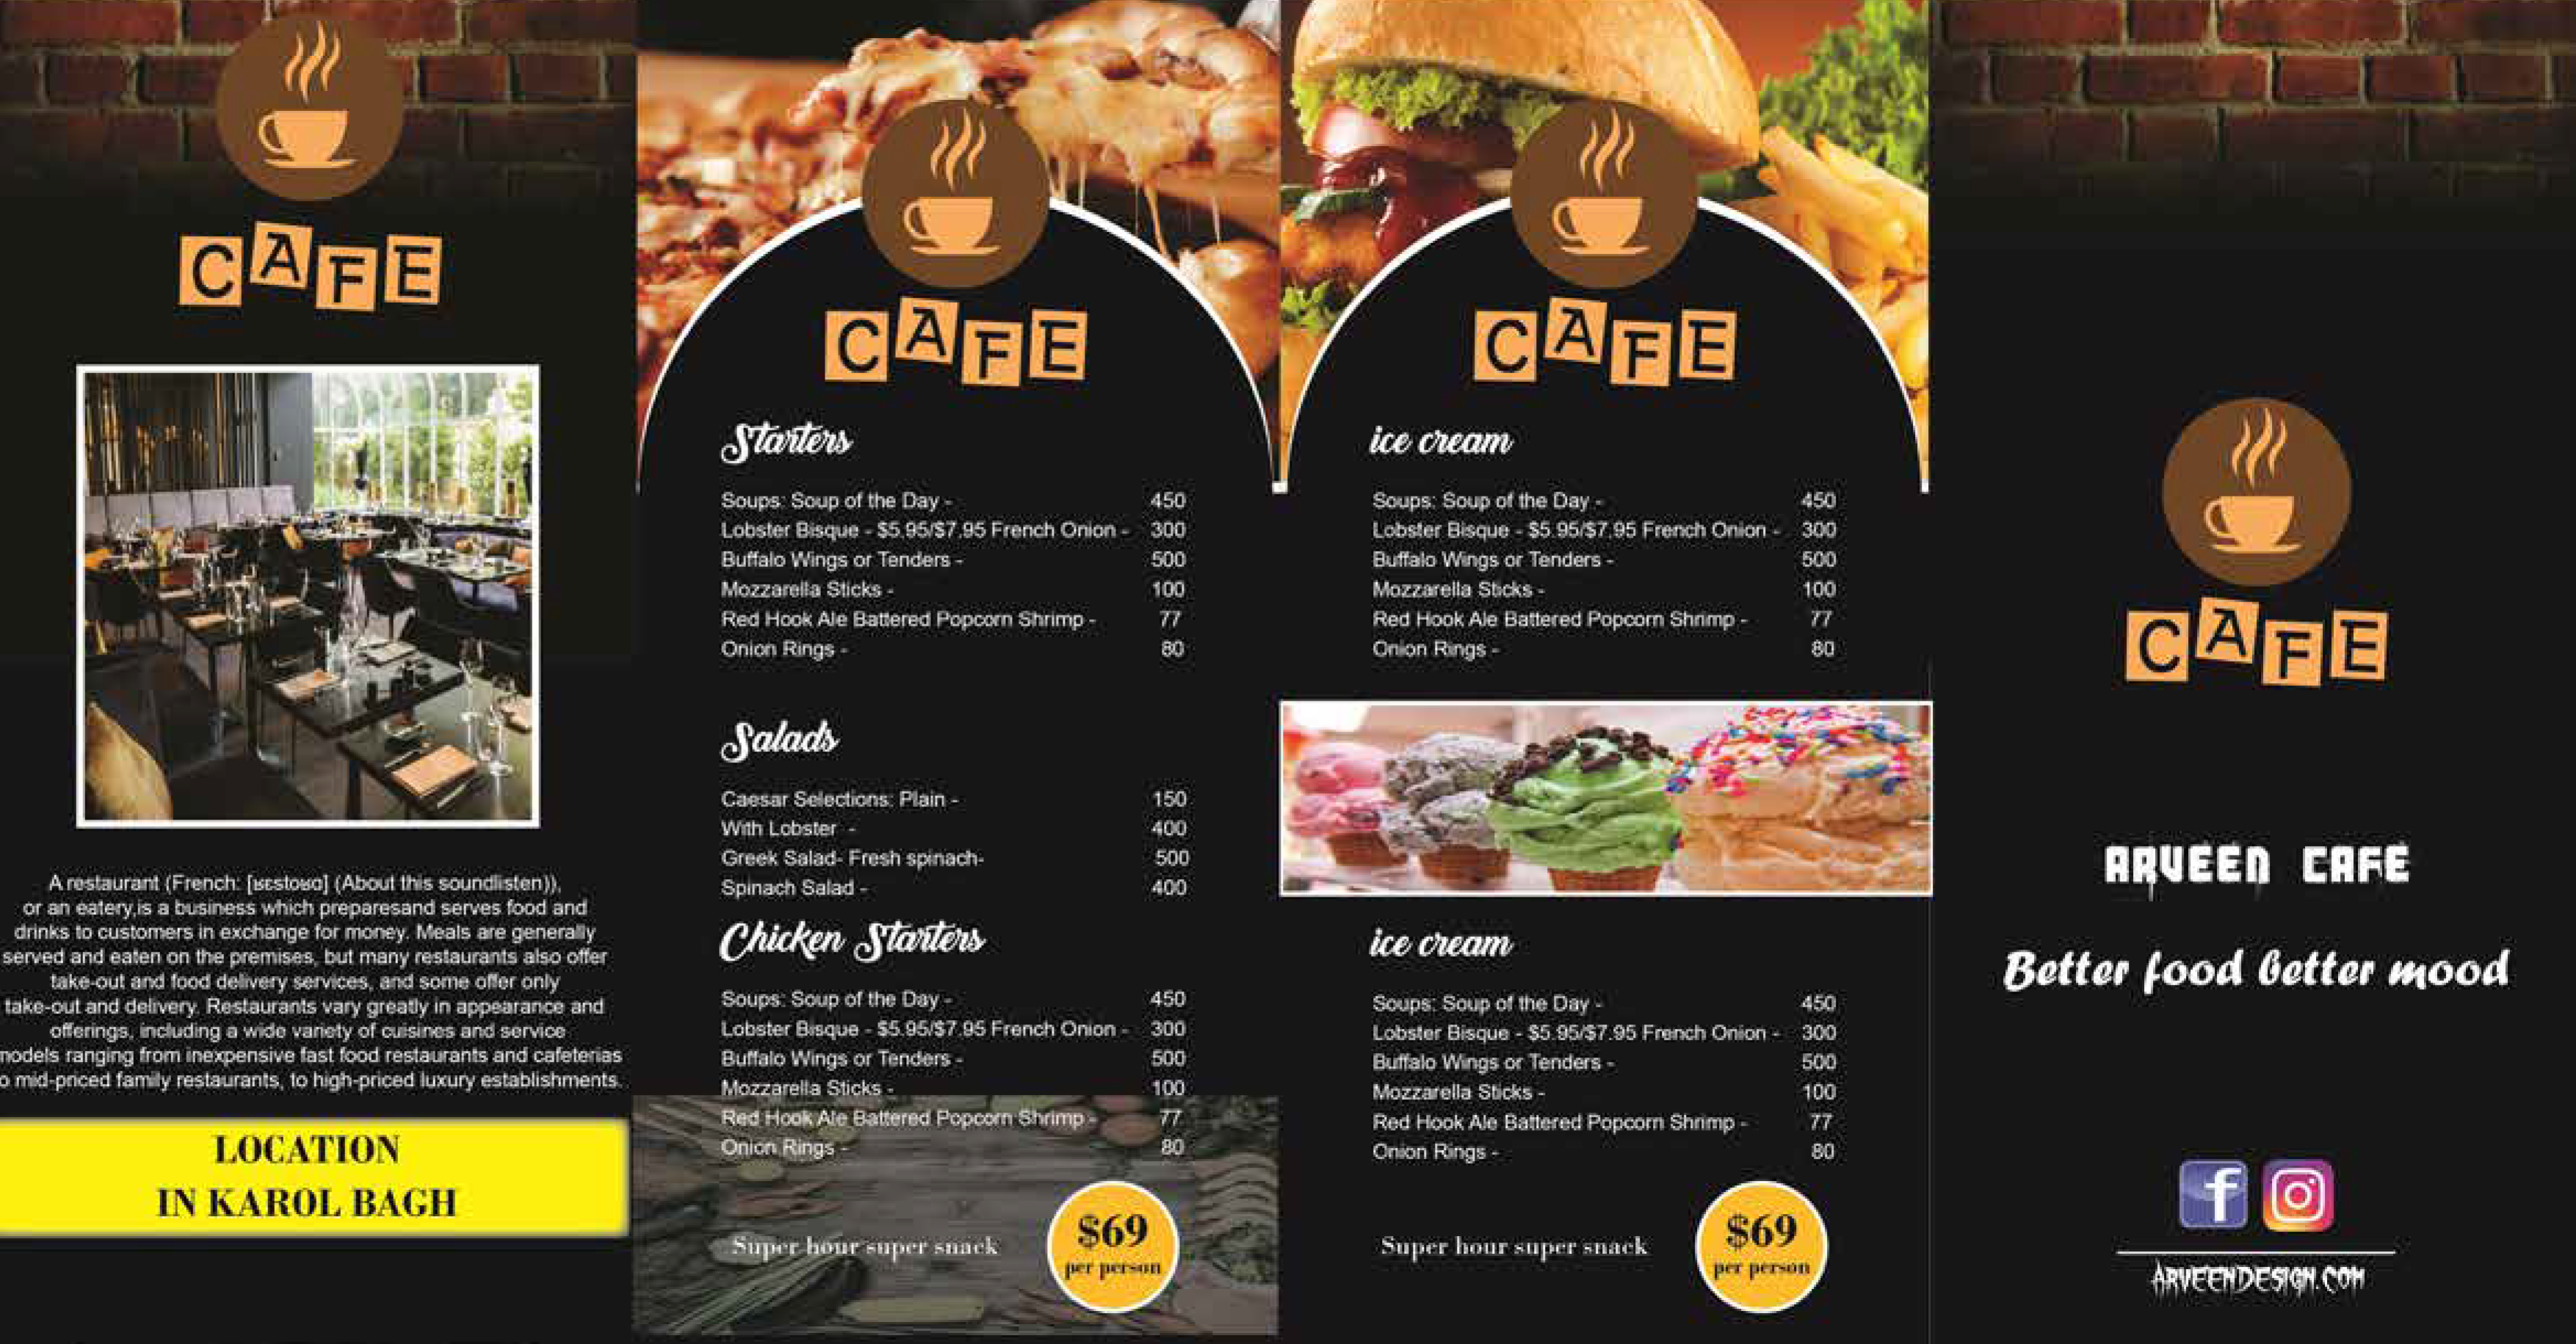 CAFE
A restaurant (French: [ʁɛstoʁɑ] (About this soundlisten)),
or an eatery,is a business which preparesand serves food and
drinks to customers in exchange for money. Meals are generally
served and eaten on the premises, but many restaurants also offer
take-out and food delivery services, and some offer only
take-out and delivery. Restaurants vary greatly in appearance and
offerings, including a wide variety of cuisines and service
nodels ranging from inexpensive fast food restaurants and cafeterias
o mid-priced family restaurants, to high-priced luxury establishments.
LOCATION
IN KAROL BAGH
CAFE
Starters
Soups: Soup of the Day - 450
Lobster Bisque - $5.95/$7.95 French Onion - 300
Buffalo Wings or Tenders - 500
Mozzarella Sticks - 100
Red Hook Ale Battered Popcorn Shrimp - 77
Onion Rings - 80
Salads
Caesar Selections: Plain - 150
With Lobster - 400
Greek Salad- Fresh spinach- 500
Spinach Salad - 400
Chicken Starters
Soups: Soup of the Day - 450
Lobster Bisque - $5.95/$7.95 French Onion - 300
Buffalo Wings or Tenders - 500
Mozzarella Sticks - 100
Red Hook Ale Battered Popcorn Shrimp - 77
Onion Rings - 80
Super hour super snack
$69
per person
CAFE
ice cream
Soups: Soup of the Day - 450
Lobster Bisque - $5.95/$7.95 French Onion - 300
Buffalo Wings or Tenders - 500
Mozzarella Sticks - 100
Red Hook Ale Battered Popcorn Shrimp - 77
Onion Rings - 80
ice cream
Soups: Soup of the Day - 450
Lobster Bisque - $5.95/$7.95 French Onion - 300
Buffalo Wings or Tenders - 500
Mozzarella Sticks - 100
Red Hook Ale Battered Popcorn Shrimp - 77
Onion Rings - 80
Super hour super snack
$69
per person
CAFE
ARVEEN CAFE
Better food better mood
f
ARVEENDESIGN.COM